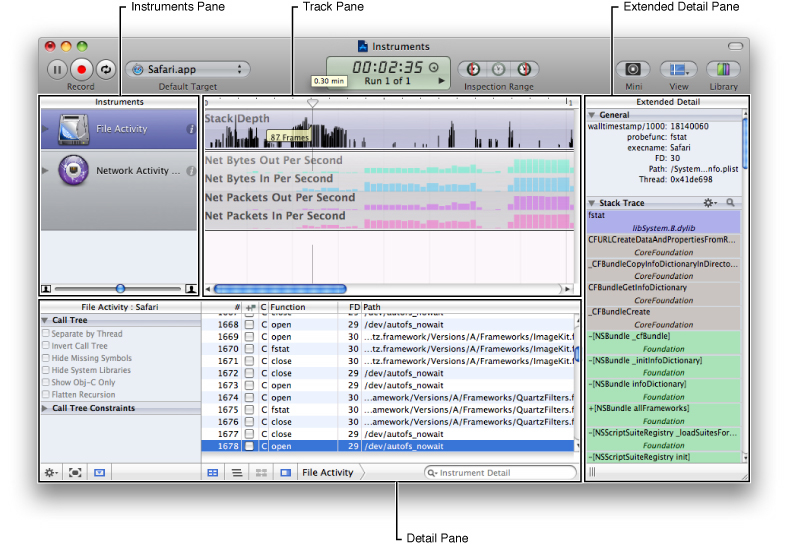 Instruments Pane
Track Pane
Extended Detail Pane
Instruments
Record
Safari.app
Default Target
00:02:35
Run 1 of 1
0.30 min
Inspection Range
Mini
View
Library
Instruments
File Activity
Network Activity ...
0
1
Stack Depth
87 Frames
Net Bytes Out Per Second
Net Bytes In Per Second
Net Packets Out Per Second
Net Packets In Per Second
Extended Detail
General
walltimestamp/1000: 18140060
probefunc: fstat
execname: Safari
FD: 30
Path: /System...nfo.plist
Thread: 0x41de698
Stack Trace
fstat
libSystem.B.dylib
CFURLCreateDataAndPropertiesFromR...
CoreFoundation
_CFBundleCopyInfoDictionaryInDirecto...
CoreFoundation
CFBundleGetInfoDictionary
CoreFoundation
_CFBundleCreate
CoreFoundation
-[NSBundle _cfBundle]
Foundation
-[NSBundle _initInfoDictionary]
Foundation
-[NSBundle infoDictionary]
Foundation
+[NSBundle allFrameworks]
Foundation
-[NSScriptSuiteRegistry _loadSuitesFor...
Foundation
-[NSScriptSuiteRegistry init]
File Activity : Safari
Call Tree
Separate by Thread
Invert Call Tree
Hide Missing Symbols
Hide System Libraries
Show Obj-C Only
Flatten Recursion
Call Tree Constraints
# C Function FD Path
1668 C open 29 /dev/autofs_nowait
1669 C open 30 ...tz.framework/Versions/A/Frameworks/ImageKit.f
1670 C fstat 30 ...tz.framework/Versions/A/Frameworks/ImageKit.f
1671 C close 30 ...tz.framework/Versions/A/Frameworks/ImageKit.f
1672 C close 29 /dev/autofs_nowait
1673 C open 29 /dev/autofs_nowait
1674 C open 30 ...amework/Versions/A/Frameworks/QuartzFilters.f
1675 C fstat 30 ...amework/Versions/A/Frameworks/QuartzFilters.f
1676 C close 30 ...amework/Versions/A/Frameworks/QuartzFilters.f
1677 C close 29 /dev/autofs_nowait
1678 C open 29 /dev/autofs_nowait
File Activity
Instrument Detail
Detail Pane